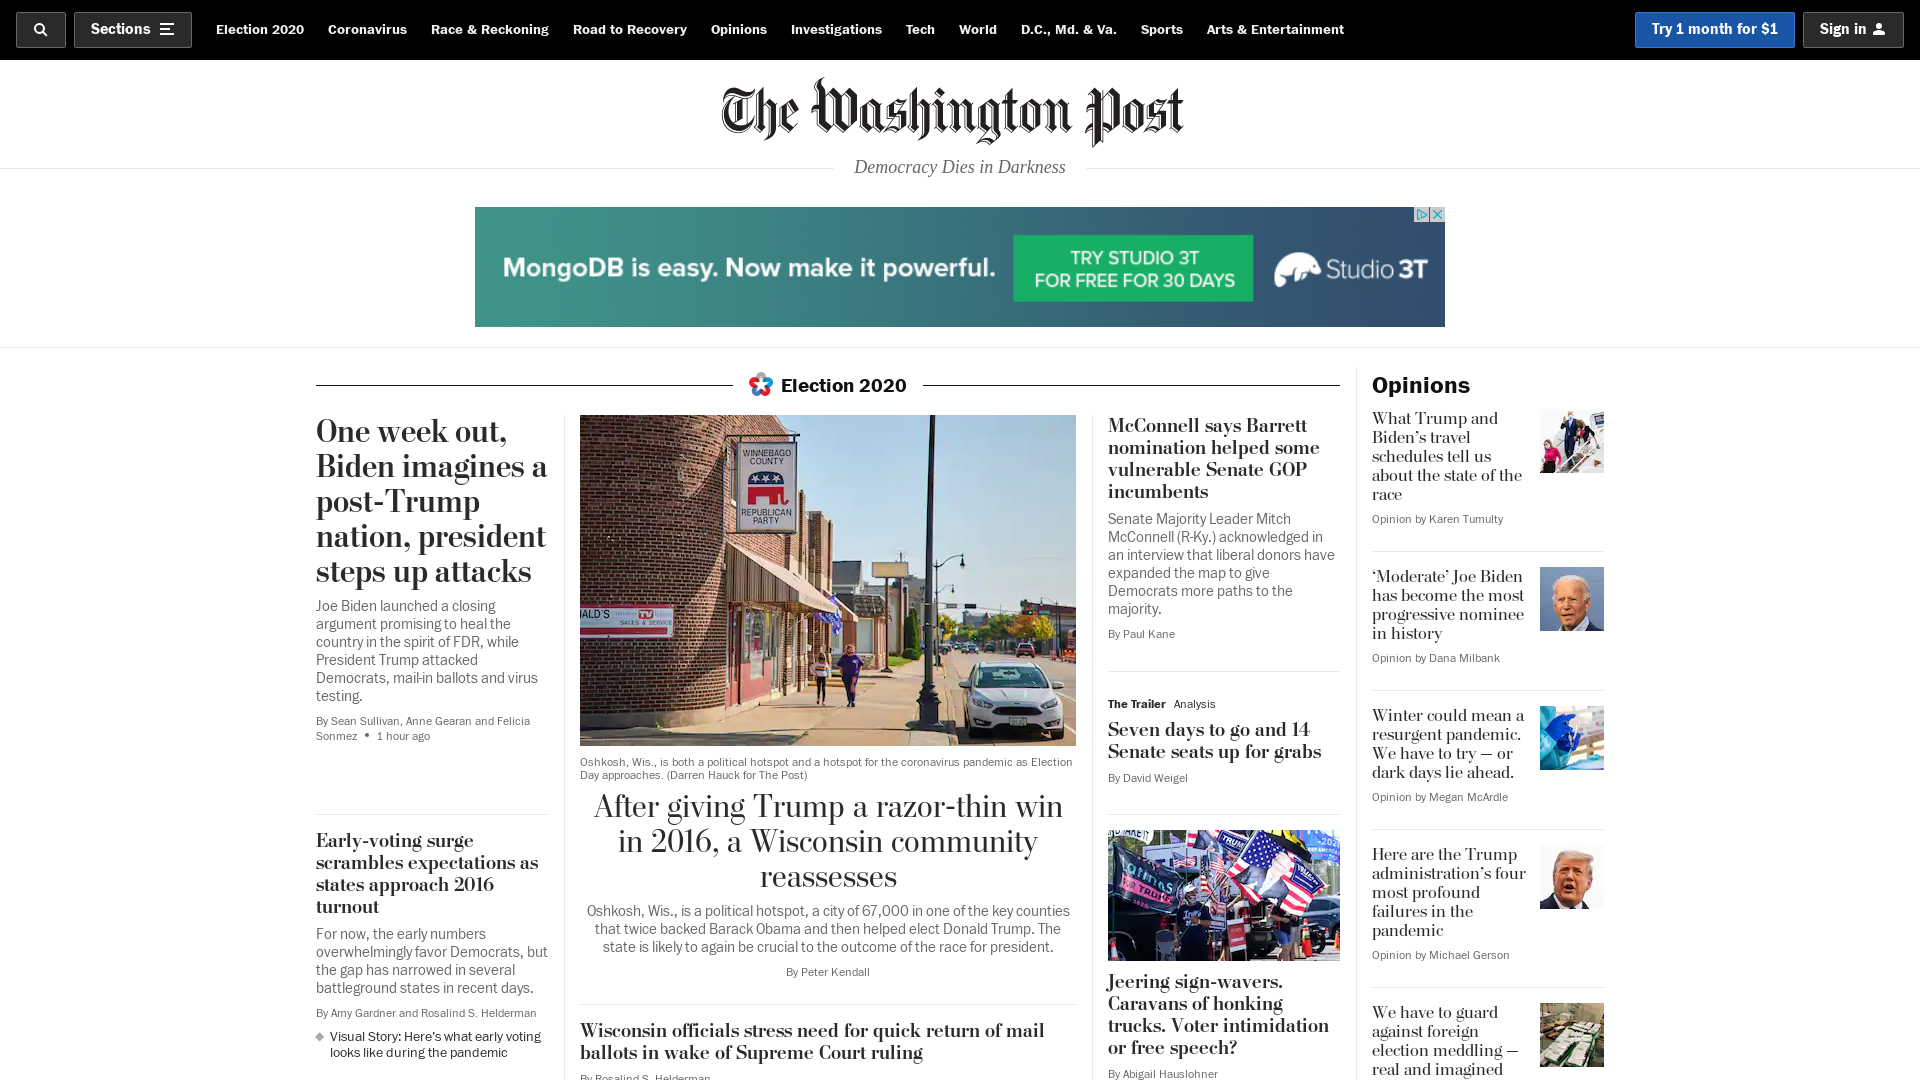 Sections
Election 2020
Coronavirus
Race & Reckoning
Road to Recovery
Opinions
Investigations
Tech
World
D.C., Md. & Va.
Sports
Arts & Entertainment
Try 1 month for $1
Sign in
The Washington Post
Democracy Dies in Darkness
MongoDB is easy. Now make it powerful.
TRY STUDIO 3T
FOR FREE FOR 30 DAYS
Studio 3T
Election 2020
One week out,
Biden imagines a
post-Trump
nation, president
steps up attacks
Joe Biden launched a closing
argument promising to heal the
country in the spirit of FDR, while
President Trump attacked
Democrats, mail-in ballots and virus
testing.
By Sean Sullivan, Anne Gearan and Felicia
Sonmez • 1 hour ago
Early-voting surge
scrambles expectations as
states approach 2016
turnout
For now, the early numbers
overwhelmingly favor Democrats, but
the gap has narrowed in several
battleground states in recent days.
By Amy Gardner and Rosalind S. Helderman
Visual Story: Here's what early voting
looks like during the pandemic
WINNEBAGO
COUNTY
REPUBLICAN
PARTY
ALD'S
TV
SALES & SERVICE
Oshkosh, Wis., is both a political hotspot and a hotspot for the coronavirus pandemic as Election
Day approaches. (Darren Hauck for The Post)
After giving Trump a razor-thin win
in 2016, a Wisconsin community
reassesses
Oshkosh, Wis., is a political hotspot, a city of 67,000 in one of the key counties
that twice backed Barack Obama and then helped elect Donald Trump. The
state is likely to again be crucial to the outcome of the race for president.
By Peter Kendall
Wisconsin officials stress need for quick return of mail
ballots in wake of Supreme Court ruling
By Rosalind S. Helderman
McConnell says Barrett
nomination helped some
vulnerable Senate GOP
incumbents
Senate Majority Leader Mitch
McConnell (R-Ky.) acknowledged in
an interview that liberal donors have
expanded the map to give
Democrats more paths to the
majority.
By Paul Kane
The Trailer Analysis
Seven days to go and 14
Senate seats up for grabs
By David Weigel
Latinos
FOR TRUMP
TRUMP
Jeering sign-wavers.
Caravans of honking
trucks. Voter intimidation
or free speech?
By Abigail Hauslohner
Opinions
What Trump and
Biden's travel
schedules tell us
about the state of the
race
Opinion by Karen Tumulty
‘Moderate’ Joe Biden
has become the most
progressive nominee
in history
Opinion by Dana Milbank
Winter could mean a
resurgent pandemic.
We have to try — or
dark days lie ahead.
Opinion by Megan McArdle
Here are the Trump
administration's four
most profound
failures in the
pandemic
Opinion by Michael Gerson
We have to guard
against foreign
election meddling —
real and imagined